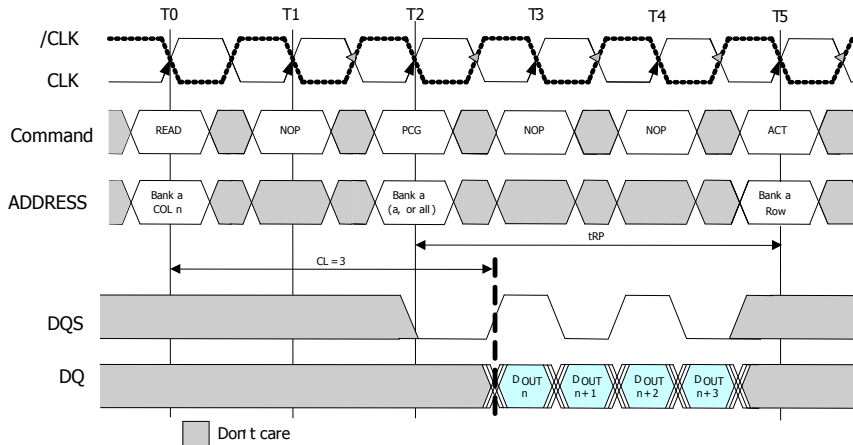 T0 T1 T2 T3 T4 T5
/CLK
CLK
Command READ NOP PCG NOP NOP ACT
ADDRESS Bank a COL n Bank a (a, or all) Bank a Row
tRP
CL = 3
DQS
DQ DOUT n DOUT n+1 DOUT n+2 DOUT n+3
Don't care